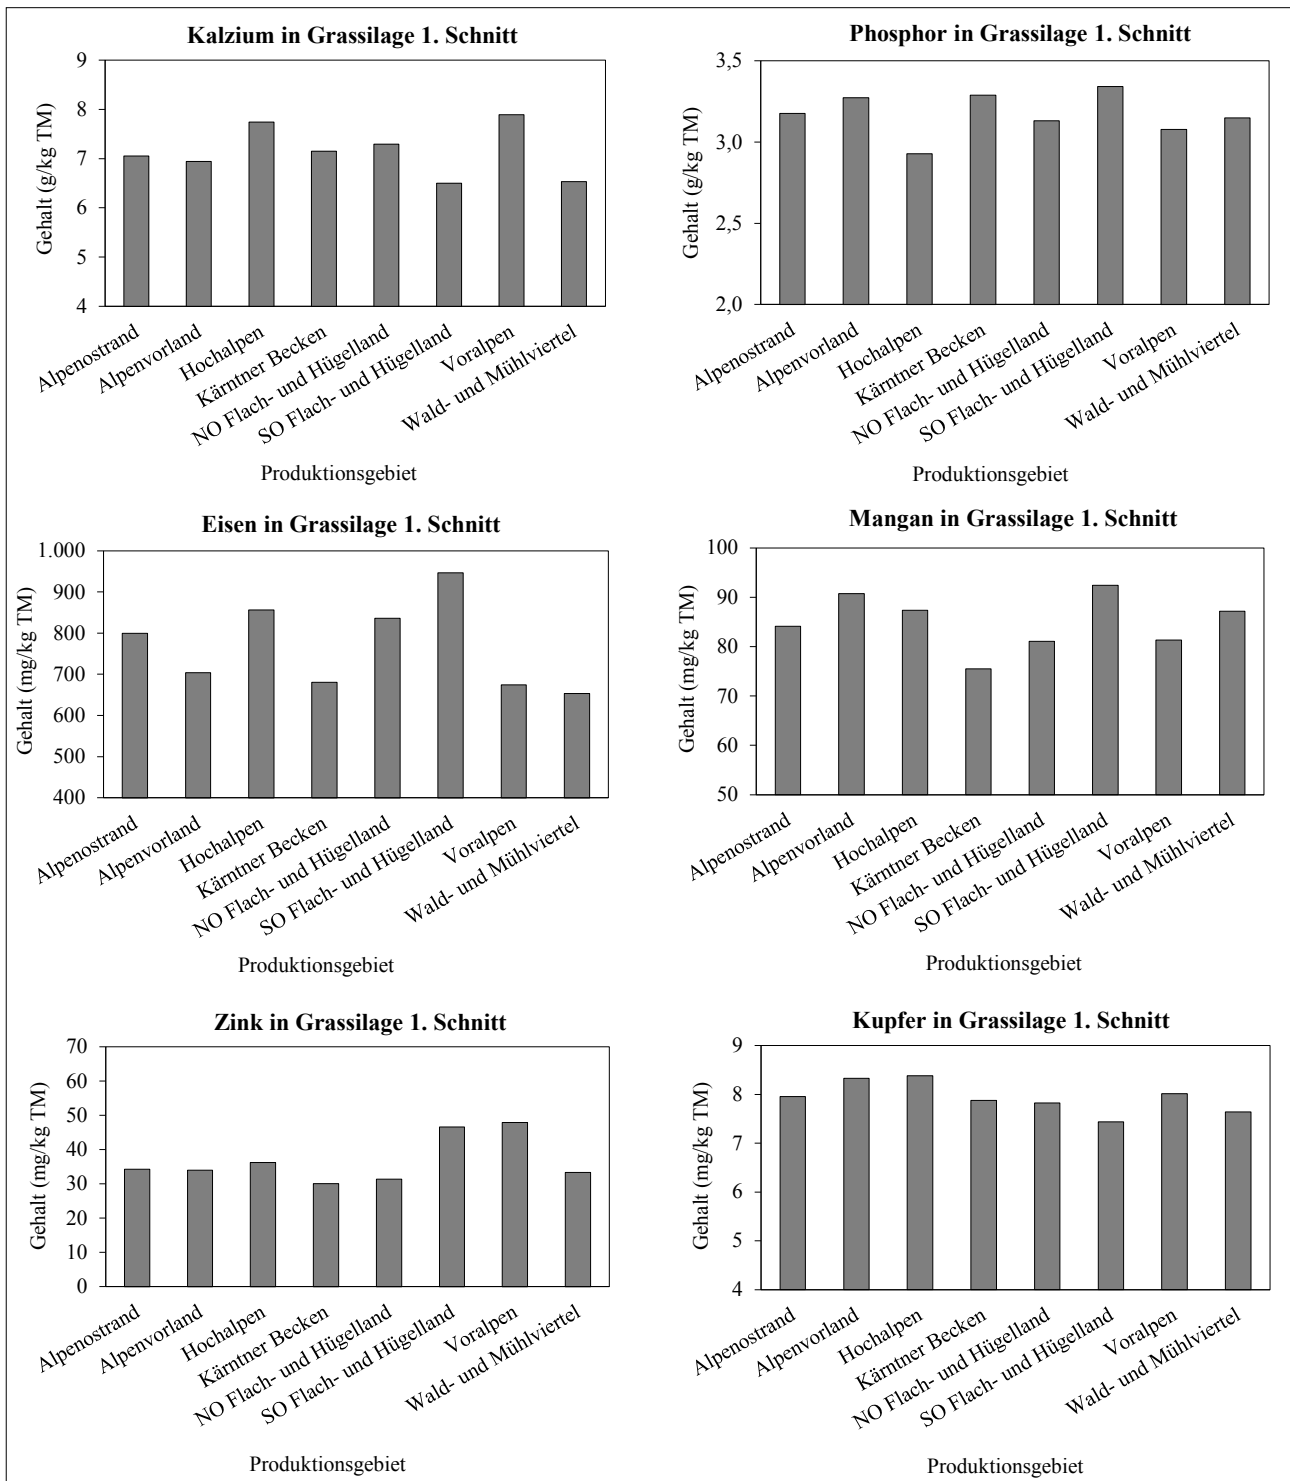 Kalzium in Grassilage 1. Schnitt
Gehalt (g/kg TM)
9
8
7
6
5
4
Alpenostrand
Alpenvorland
Hochalpen
Kärntner Becken
NO Flach- und Hügelland
SO Flach- und Hügelland
Voralpen
Wald- und Mühlviertel
Produktionsgebiet
Phosphor in Grassilage 1. Schnitt
Gehalt (g/kg TM)
3,5
3,0
2,5
2,0
Alpenostrand
Alpenvorland
Hochalpen
Kärntner Becken
NO Flach- und Hügelland
SO Flach- und Hügelland
Voralpen
Wald- und Mühlviertel
Produktionsgebiet
Eisen in Grassilage 1. Schnitt
Gehalt (mg/kg TM)
1.000
900
800
700
600
500
400
Alpenostrand
Alpenvorland
Hochalpen
Kärntner Becken
NO Flach- und Hügelland
SO Flach- und Hügelland
Voralpen
Wald- und Mühlviertel
Produktionsgebiet
Mangan in Grassilage 1. Schnitt
Gehalt (mg/kg TM)
100
90
80
70
60
50
Alpenostrand
Alpenvorland
Hochalpen
Kärntner Becken
NO Flach- und Hügelland
SO Flach- und Hügelland
Voralpen
Wald- und Mühlviertel
Produktionsgebiet
Zink in Grassilage 1. Schnitt
Gehalt (mg/kg TM)
70
60
50
40
30
20
10
0
Alpenostrand
Alpenvorland
Hochalpen
Kärntner Becken
NO Flach- und Hügelland
SO Flach- und Hügelland
Voralpen
Wald- und Mühlviertel
Produktionsgebiet
Kupfer in Grassilage 1. Schnitt
Gehalt (mg/kg TM)
9
8
7
6
5
4
Alpenostrand
Alpenvorland
Hochalpen
Kärntner Becken
NO Flach- und Hügelland
SO Flach- und Hügelland
Voralpen
Wald- und Mühlviertel
Produktionsgebiet